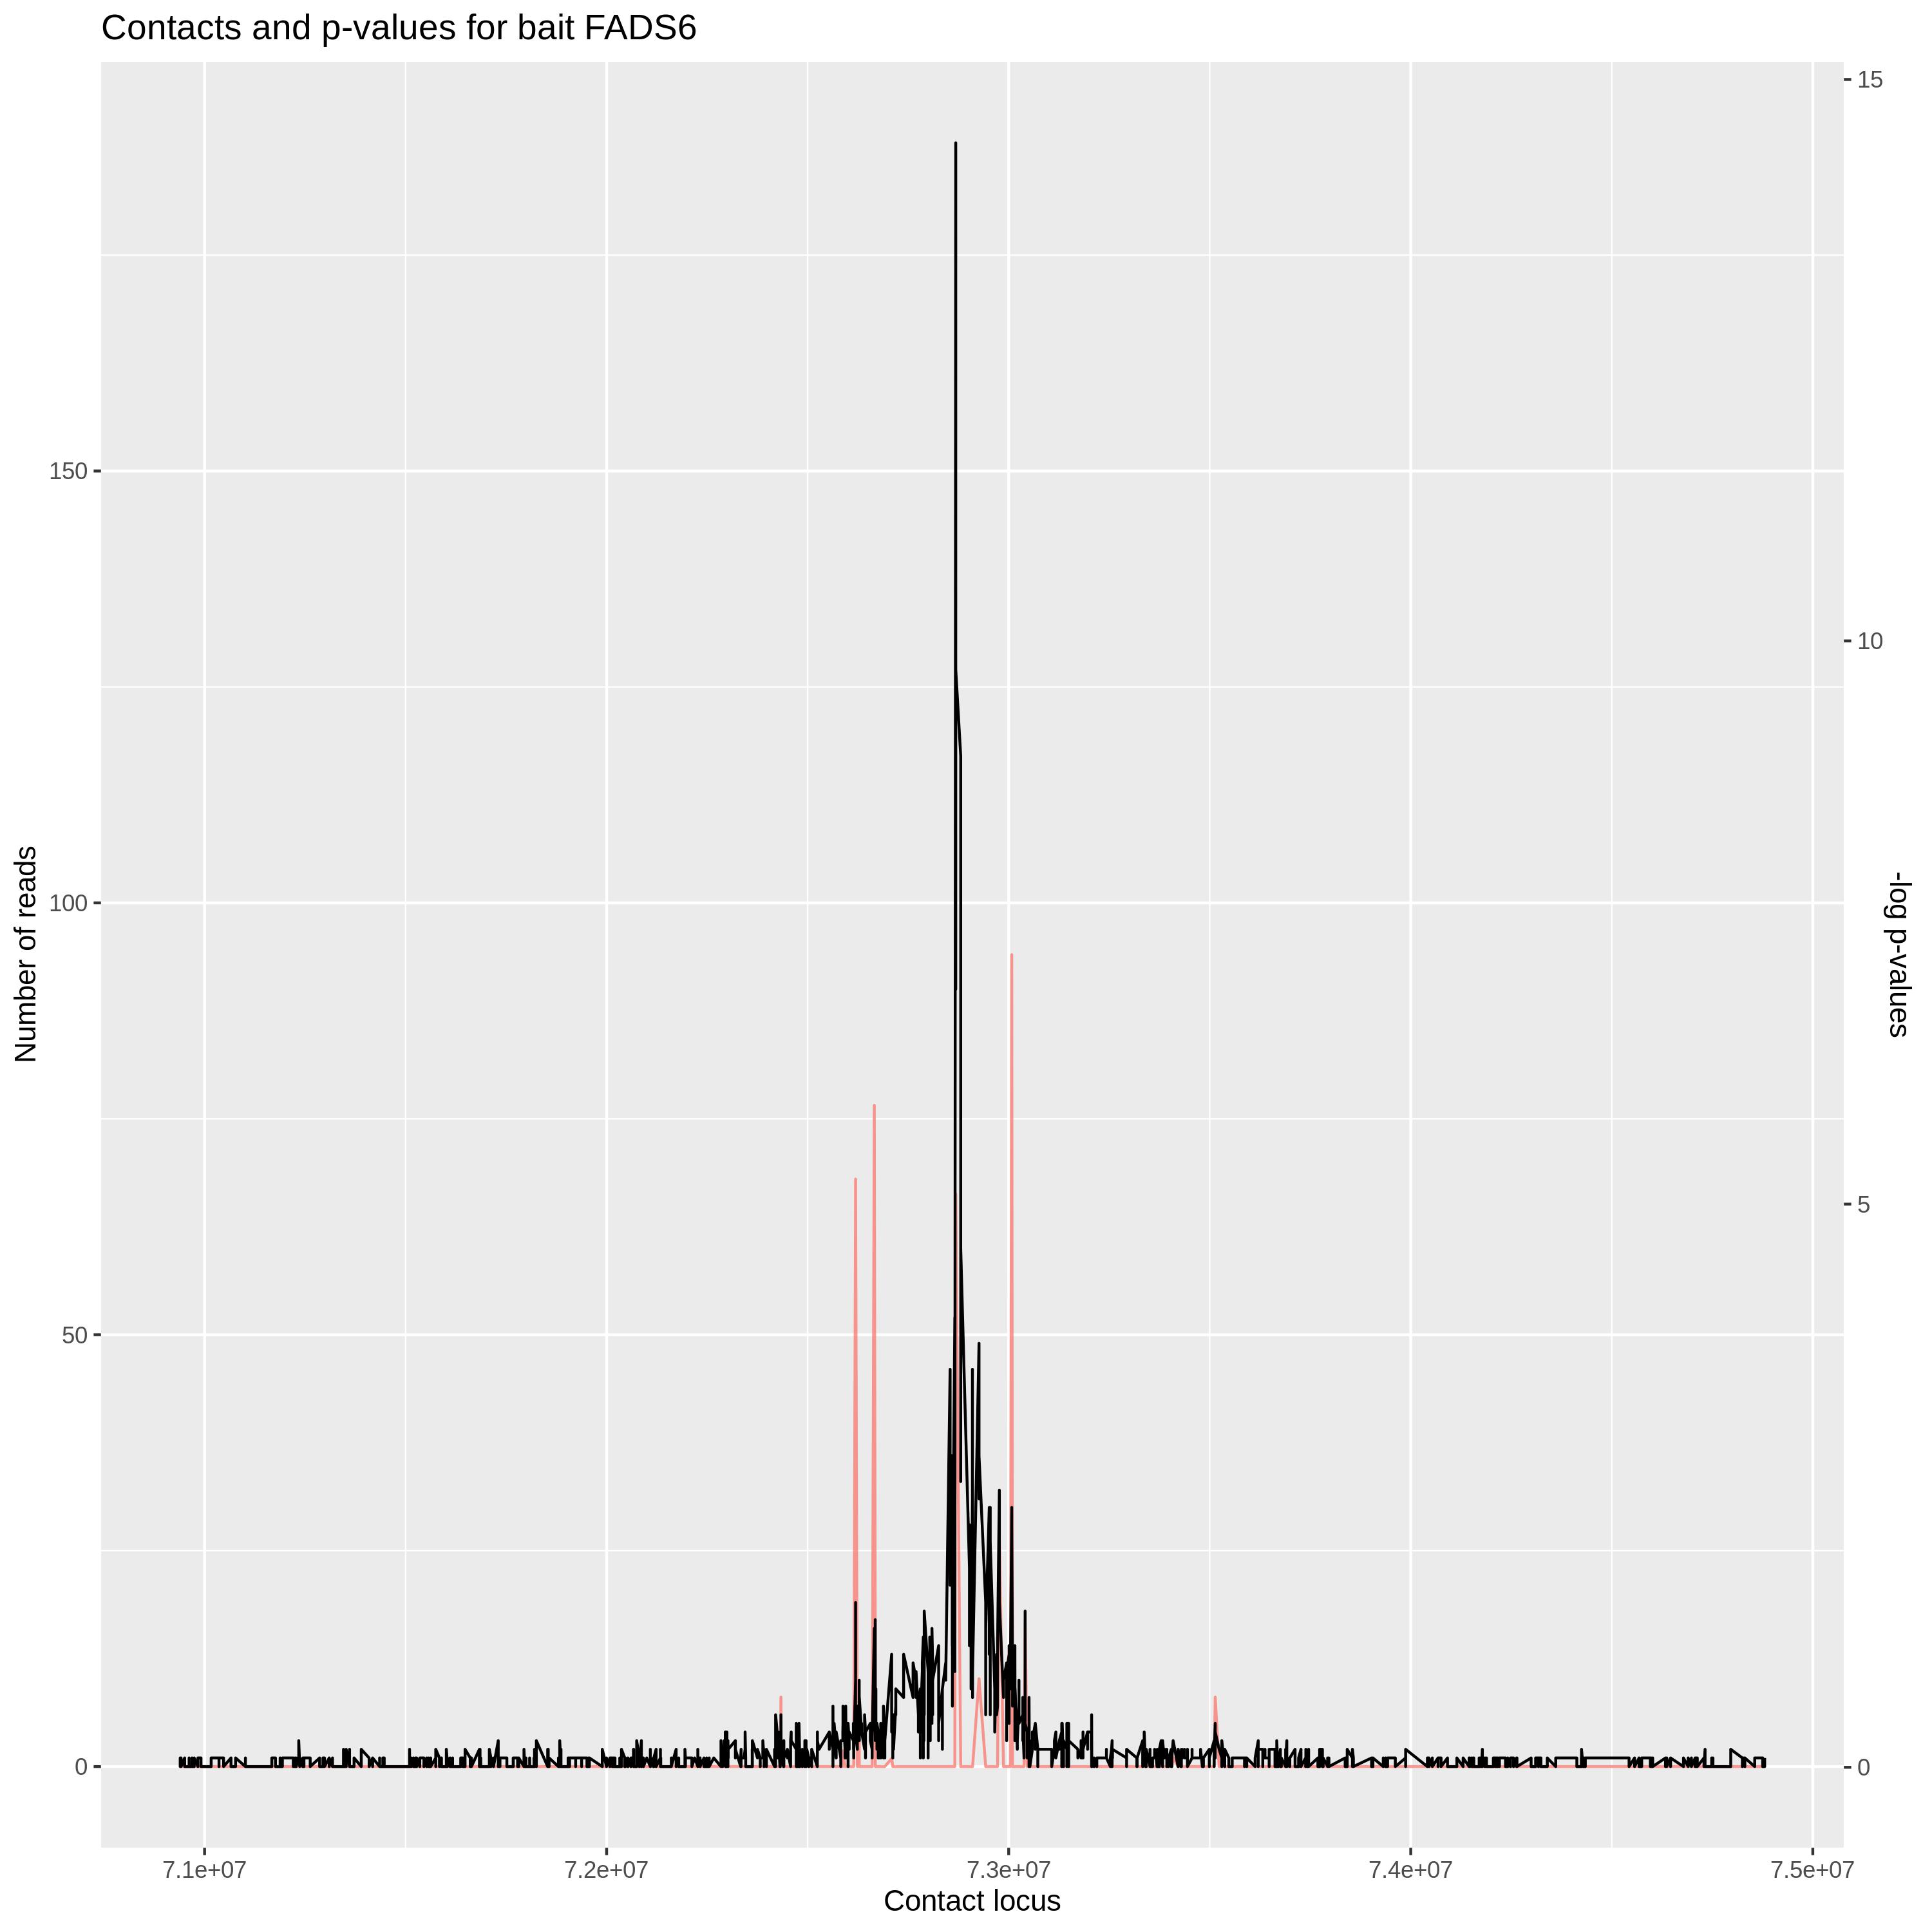 Contacts and p-values for bait FADS6
15
150
10
100
Number of reads
-log p-values
5
50
0
0
7.1e+07
7.2e+07
7.3e+07
7.4e+07
7.5e+07
Contact locus